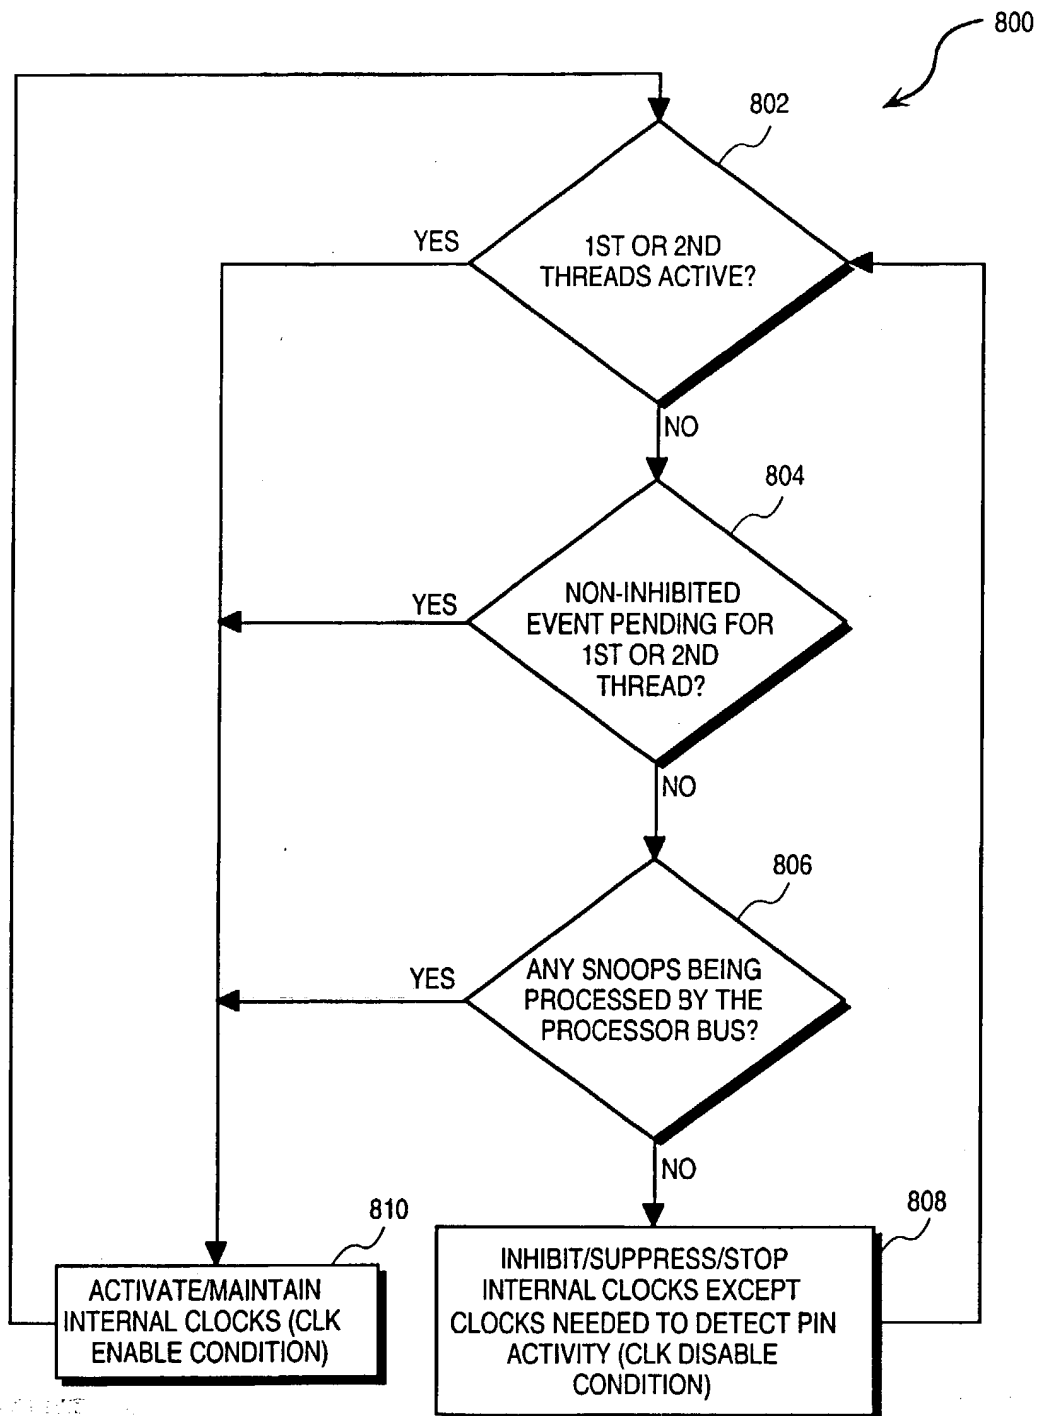 800
802
YES
1ST OR 2ND
THREADS ACTIVE?
NO
804
YES
NON-INHIBITED
EVENT PENDING FOR
1ST OR 2ND
THREAD?
NO
806
YES
ANY SNOOPS BEING
PROCESSED BY THE
PROCESSOR BUS?
NO
810
ACTIVATE/MAINTAIN
INTERNAL CLOCKS (CLK
ENABLE CONDITION)
808
INHIBIT/SUPPRESS/STOP
INTERNAL CLOCKS EXCEPT
CLOCKS NEEDED TO DETECT PIN
ACTIVITY (CLK DISABLE
CONDITION)